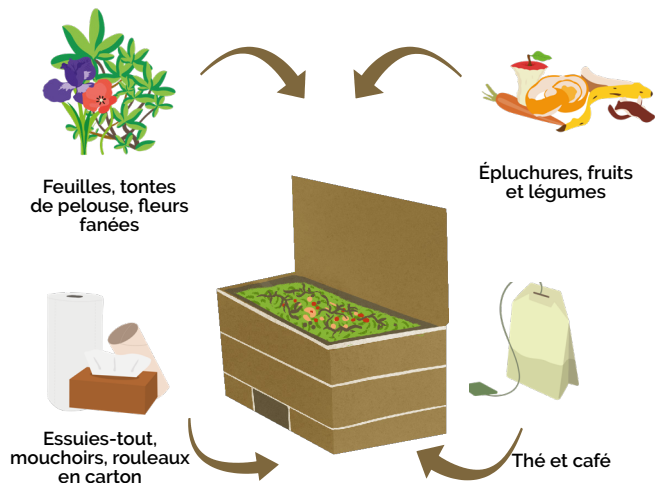 Feuilles, tontes
de pelouse, fleurs
fanées
Épluchures, fruits
et légumes
Essuies-tout,
mouchoirs, rouleaux
en carton
Thé et café